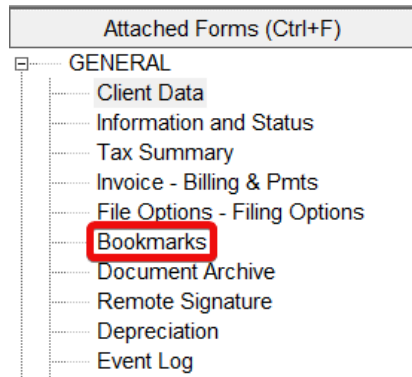 Attached Forms (Ctrl+F)
GENERAL
Client Data
Information and Status
Tax Summary
Invoice - Billing & Pmts
File Options - Filing Options
Bookmarks
Document Archive
Remote Signature
Depreciation
Event Log